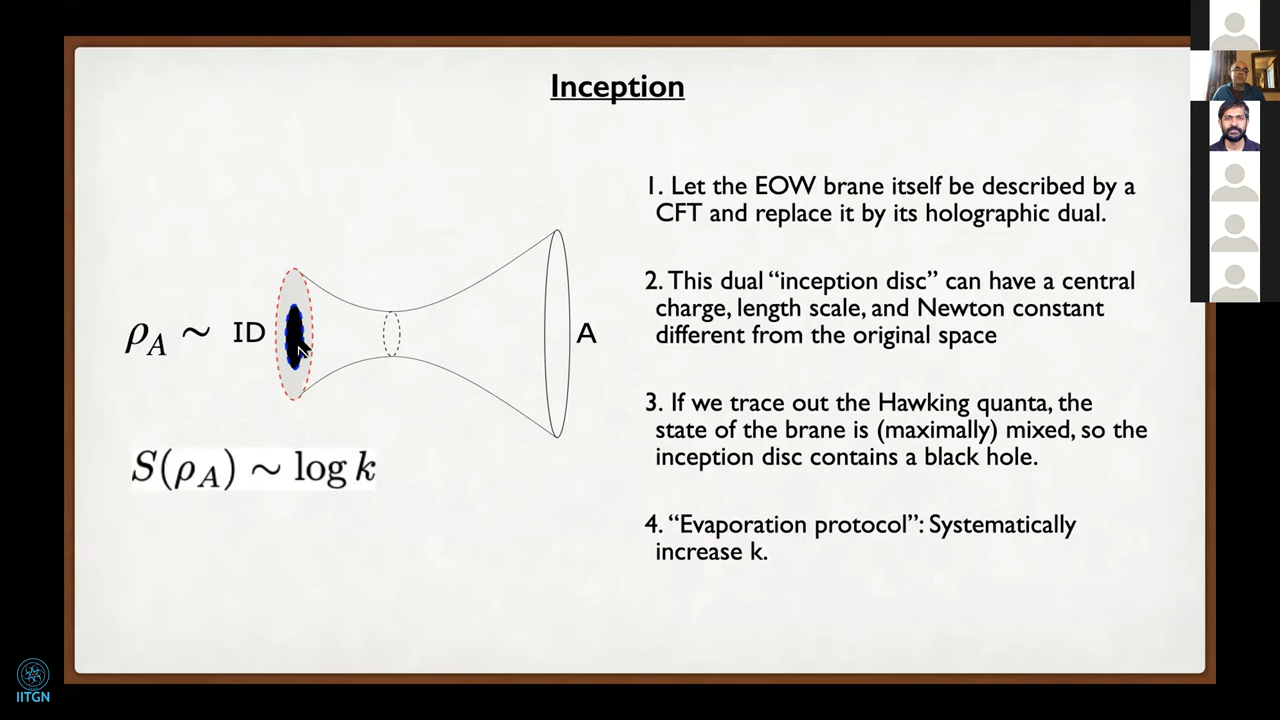 Inception
1. Let the EOW brane itself be described by a
CFT and replace it by its holographic dual.
2. This dual “inception disc” can have a central
charge, length scale, and Newton constant
different from the original space
3. If we trace out the Hawking quanta, the
state of the brane is (maximally) mixed, so the
inception disc contains a black hole.
4. “Evaporation protocol”: Systematically
increase k.
ρ_A ∼ ID
A
S(ρ_A) ∼ log k
IITGN